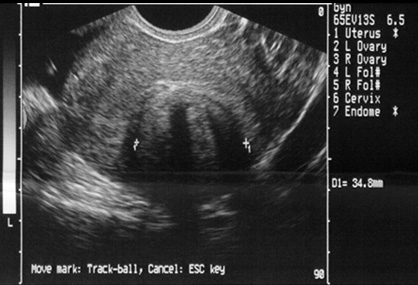 0
Gyn
65EV13S 6.5
1 Uterus *
2 L Ovary
3 R Ovary
4 L Fol#
5 R Fol#
6 Cervix
7 Endome *
1
D1= 34.8mm
L
Move mark: Track-ball, Cancel: ESC key
90